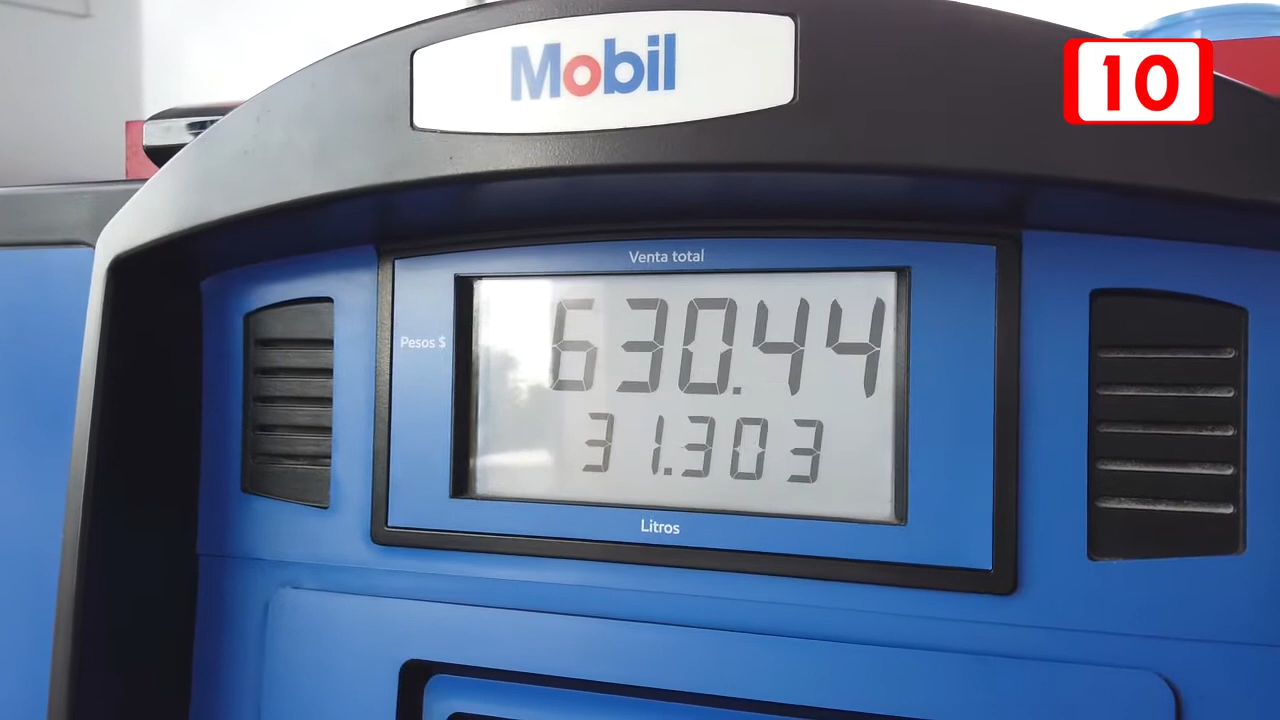 Mobil
10
Venta total
Pesos $
630.44
31.303
Litros